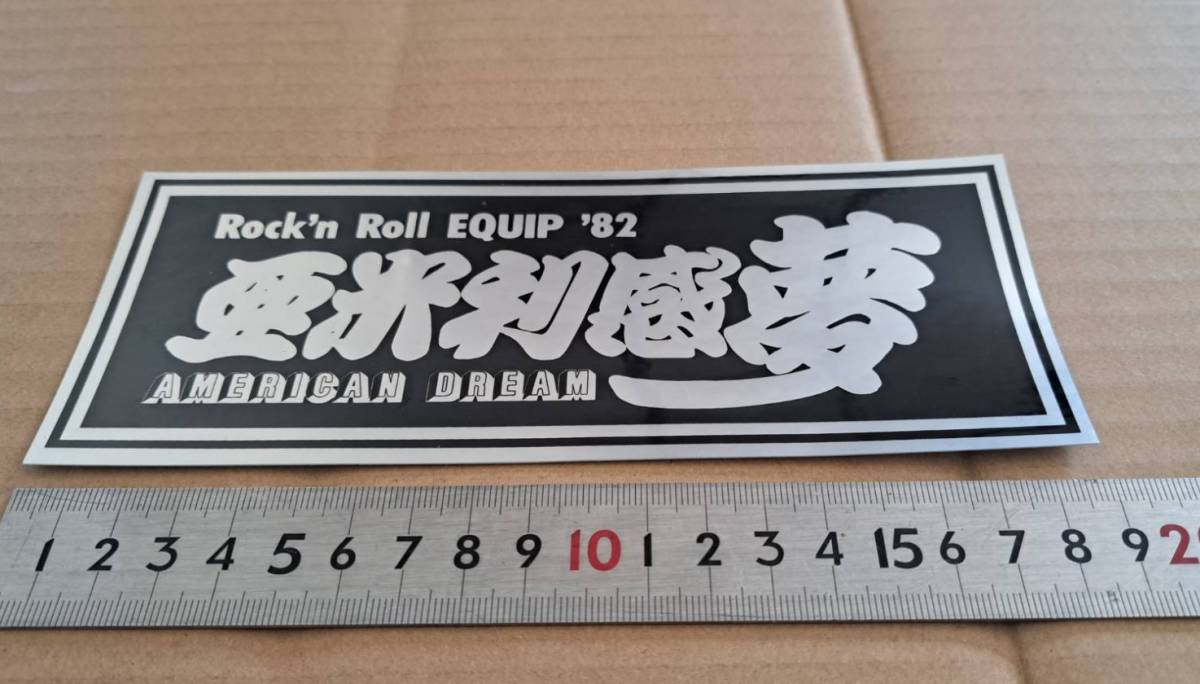 Rock'n Roll EQUIP '82
亜米利感夢
AMERICAN DREAM
1 2 3 4 5 6 7 8 9 10 1 2 3 4 15 6 7 8 9 20